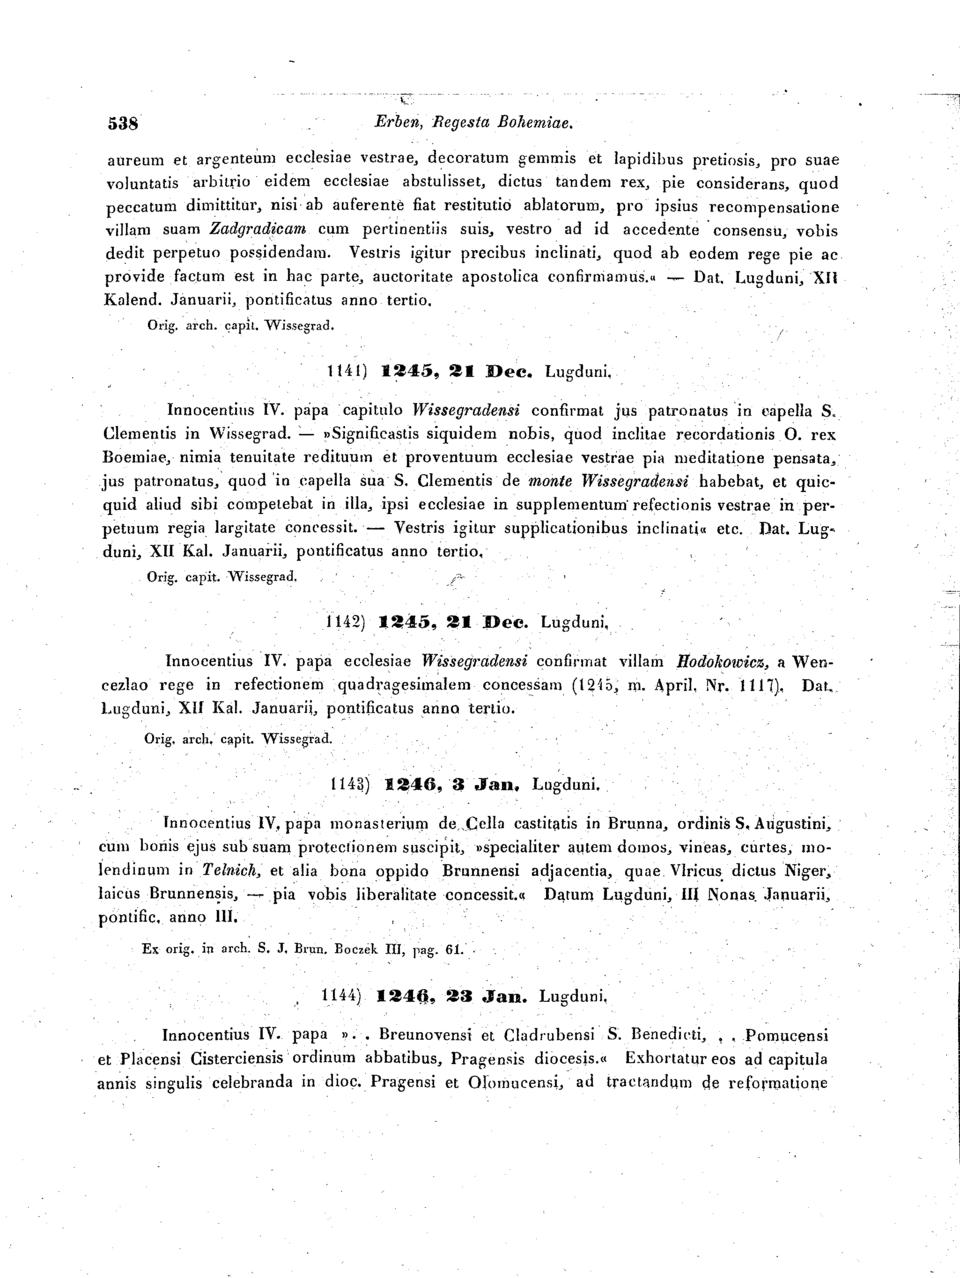 538 Erben, Regesta Bohemiae.
aureum et argenteum ecclesiae vestrae, decoratum gemmis et lapidibus pretiosis, pro suae
voluntatis arbitrio eidem ecclesiae abstulisset, dictus tandem rex, pie considerans, quod
peccatum dimittitur, nisi ab auferente fiat restitutio ablatorum, pro ipsius recompensatione
villam suam Zadgradicam cum pertinentiis suis, vestro ad id accedente consensu, vobis
dedit perpetuo possidendam. Vestris igitur precibus inclinati, quod ab eodem rege pie ac
provide factum est in hac parte, auctoritate apostolica confirmamus.« — Dat. Lugduni, XII
Kalend. Januarii, pontificatus anno tertio.
Orig. arch. capit. Wissegrad.
1141) 1245, 21 Dec. Lugduni.
Innocentius IV. papa capitulo Wissegradensi confirmat jus patronatus in capella S.
Clementis in Wissegrad. — »Significastis siquidem nobis, quod inclitae recordationis O. rex
Boemiae, nimia tenuitate redituum et proventuum ecclesiae vestrae pia meditatione pensata,
jus patronatus, quod in capella sua S. Clementis de monte Wissegradensi habebat, et quic-
quid aliud sibi competebat in illa, ipsi ecclesiae in supplementum refectionis vestrae in per-
petuum regia largitate concessit. — Vestris igitur supplicationibus inclinati« etc. Dat. Lug-
duni, XII Kal. Januarii, pontificatus anno tertio.
Orig. capit. Wissegrad.
1142) 1245, 21 Dec. Lugduni.
Innocentius IV. papa ecclesiae Wissegradensi confirmat villam Hodokowicz, a Wen-
cezlao rege in refectionem quadragesimalem concessam (1245, m. April. Nr. 1117). Dat.
Lugduni, XII Kal. Januarii, pontificatus anno tertio.
Orig. arch. capit. Wissegrad.
1143) 1246, 3 Jan. Lugduni.
Innocentius IV. papa monasterium de Cella castitatis in Brunna, ordinis S. Augustini,
cum bonis ejus sub suam protectionem suscipit, »specialiter autem domos, vineas, curtes, mo-
lendinum in Telnich, et alia bona oppido Brunnensi adjacentia, quae Vlricus dictus Niger,
laicus Brunnensis, — pia vobis liberalitate concessit.« Datum Lugduni, III Nonas Januarii,
pontific. anno III.
Ex orig. in arch. S. J. Brun. Boczek III, pag. 61.
1144) 1246, 23 Jan. Lugduni.
Innocentius IV. papa ». . Breunovensi et Cladrubensi S. Benedicti, . . Pomucensi
et Placensi Cisterciensis ordinum abbatibus, Pragensis diocesis.« Exhortatur eos ad capitula
annis singulis celebranda in dioc. Pragensi et Olomucensi, ad tractandum de reformatione